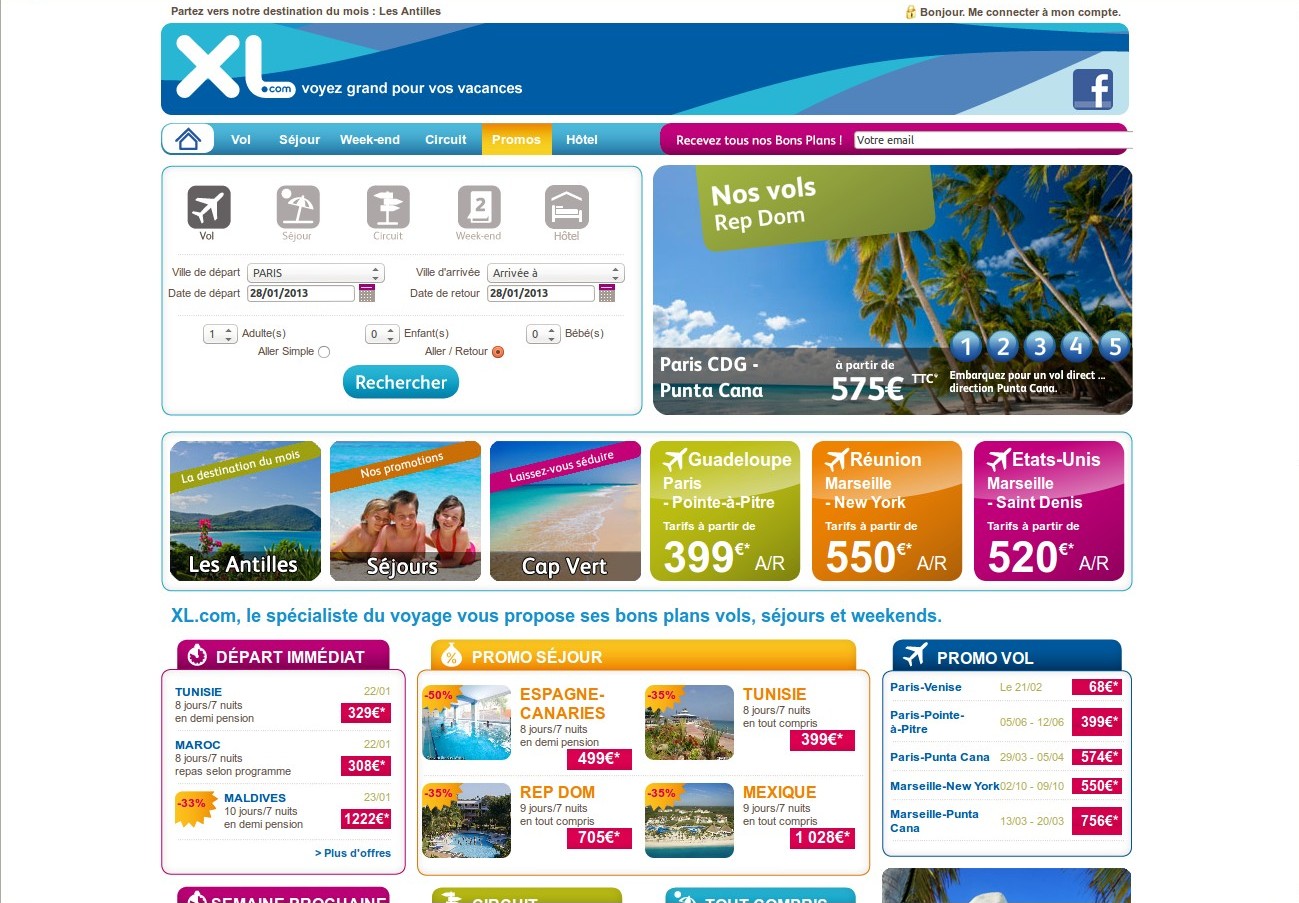 Partez vers notre destination du mois : Les Antilles
Bonjour. Me connecter à mon compte.
XL.com voyez grand pour vos vacances
f
Vol Séjour Week-end Circuit Promos Hôtel
Recevez tous nos Bons Plans ! Votre email
2
Vol Séjour Circuit Week-end Hôtel
Ville de départ PARIS Ville d'arrivée Arrivée à
Date de départ 28/01/2013 Date de retour 28/01/2013
1 Adulte(s) 0 Enfant(s) 0 Bébé(s)
Aller Simple Aller / Retour
Rechercher
Nos vols
Rep Dom
1 2 3 4 5
Paris CDG -
Punta Cana
à partir de
575€ TTC*
Embarquez pour un vol direct ...
direction Punta Cana.
La destination du mois
Les Antilles
Nos promotions
Séjours
Laissez-vous séduire
Cap Vert
Guadeloupe
Paris
- Pointe-à-Pitre
Tarifs à partir de
399€* A/R
Réunion
Marseille
- New York
Tarifs à partir de
550€* A/R
Etats-Unis
Marseille
- Saint Denis
Tarifs à partir de
520€* A/R
XL.com, le spécialiste du voyage vous propose ses bons plans vols, séjours et weekends.
DÉPART IMMÉDIAT
TUNISIE 22/01
8 jours/7 nuits
en demi pension 329€*
MAROC 22/01
8 jours/7 nuits
repas selon programme 308€*
-33% MALDIVES 23/01
10 jours/7 nuits
en demi pension 1222€*
> Plus d'offres
% PROMO SÉJOUR
-50% ESPAGNE-
CANARIES
8 jours/7 nuits
en demi pension
499€*
-35% TUNISIE
8 jours/7 nuits
en tout compris
399€*
-35% REP DOM
9 jours/7 nuits
en tout compris
705€*
-35% MEXIQUE
9 jours/7 nuits
en tout compris
1 028€*
PROMO VOL
Paris-Venise Le 21/02 68€*
Paris-Pointe-
à-Pitre 05/06 - 12/06 399€*
Paris-Punta Cana 29/03 - 05/04 574€*
Marseille-New York 02/10 - 09/10 550€*
Marseille-Punta
Cana 13/03 - 20/03 756€*
SEMAINE PROCHAINE
CIRCUIT
TOUT COMPRIS